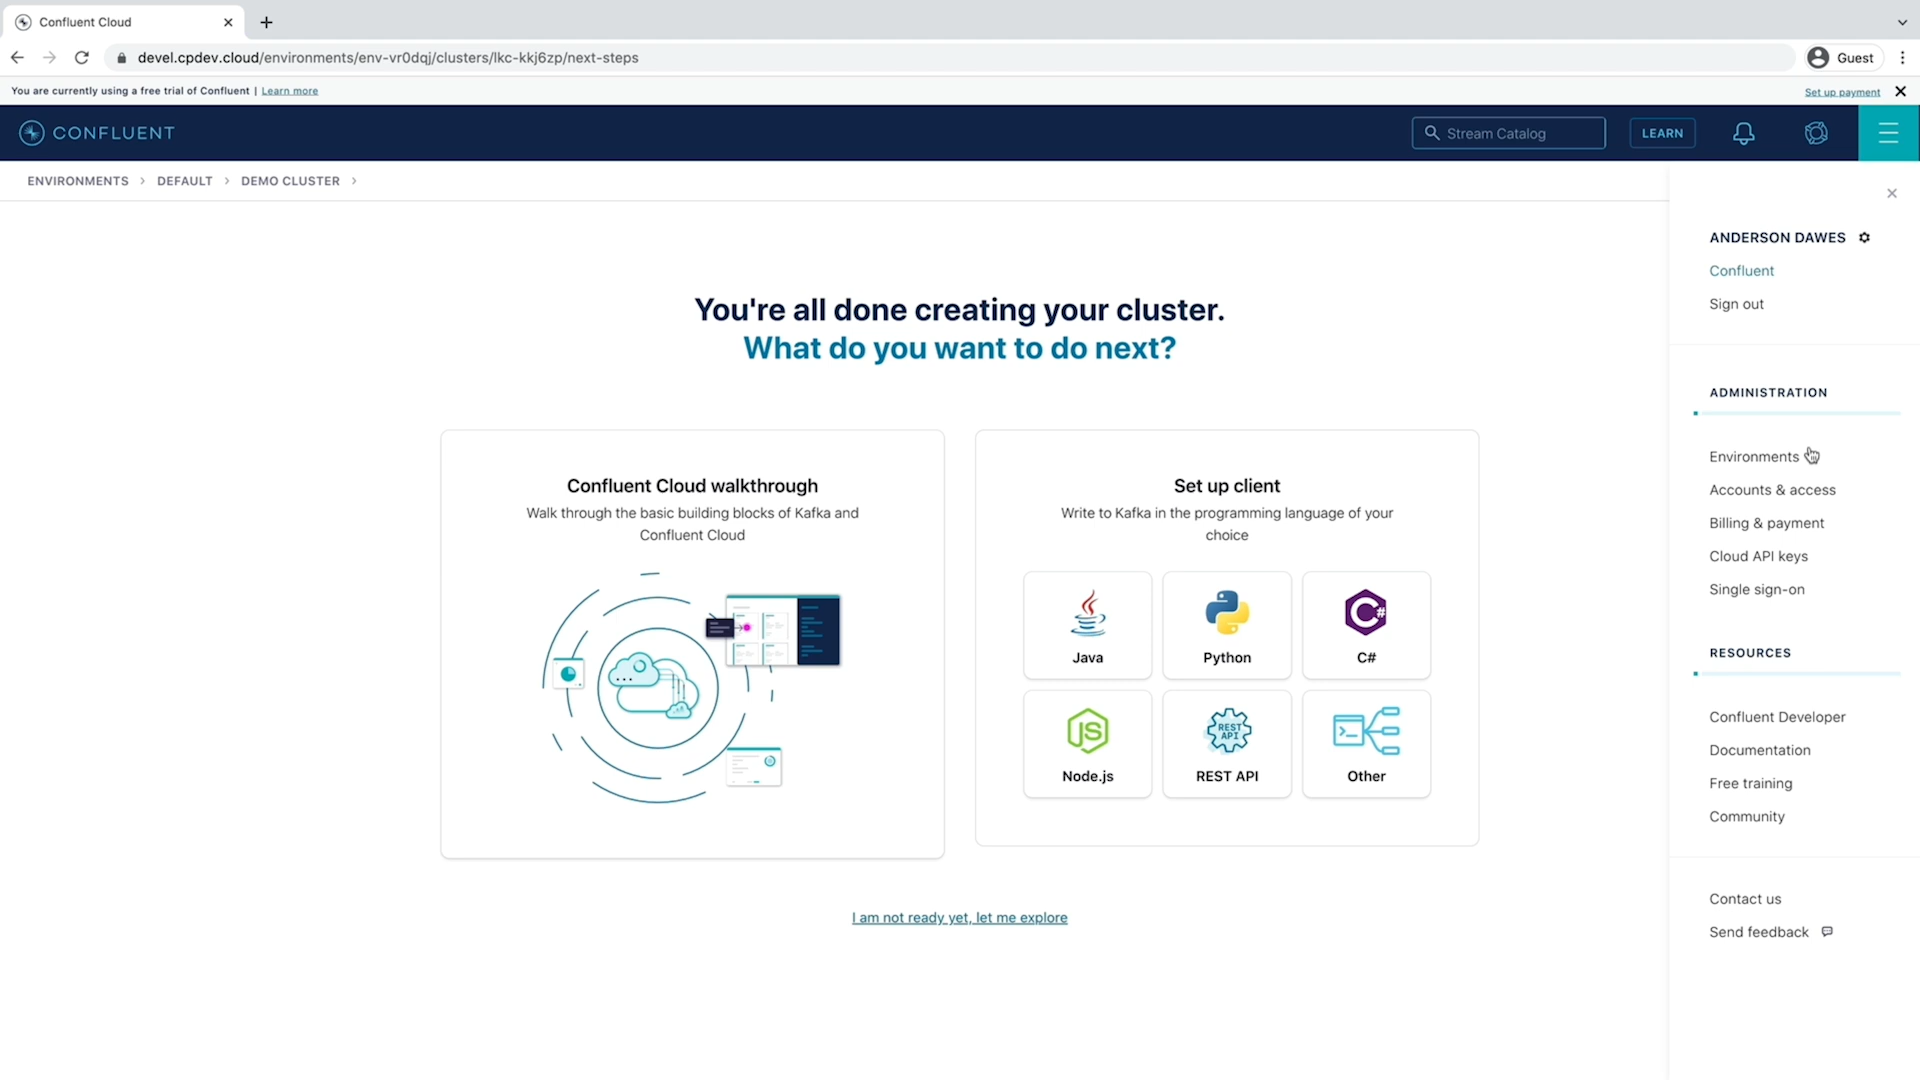 Confluent Cloud
devel.cpdev.cloud/environments/env-vr0dqj/clusters/lkc-kkj6zp/next-steps
Guest
You are currently using a free trial of Confluent | Learn more
Set up payment
CONFLUENT
Stream Catalog
LEARN
ENVIRONMENTS > DEFAULT > DEMO CLUSTER >
ANDERSON DAWES
Confluent
Sign out
You're all done creating your cluster.
What do you want to do next?
Confluent Cloud walkthrough
Walk through the basic building blocks of Kafka and
Confluent Cloud
Set up client
Write to Kafka in the programming language of your
choice
Java
Python
C#
C#
JS
Node.js
REST
API
REST API
Other
I am not ready yet, let me explore
ADMINISTRATION
Environments
Accounts & access
Billing & payment
Cloud API keys
Single sign-on
RESOURCES
Confluent Developer
Documentation
Free training
Community
Contact us
Send feedback